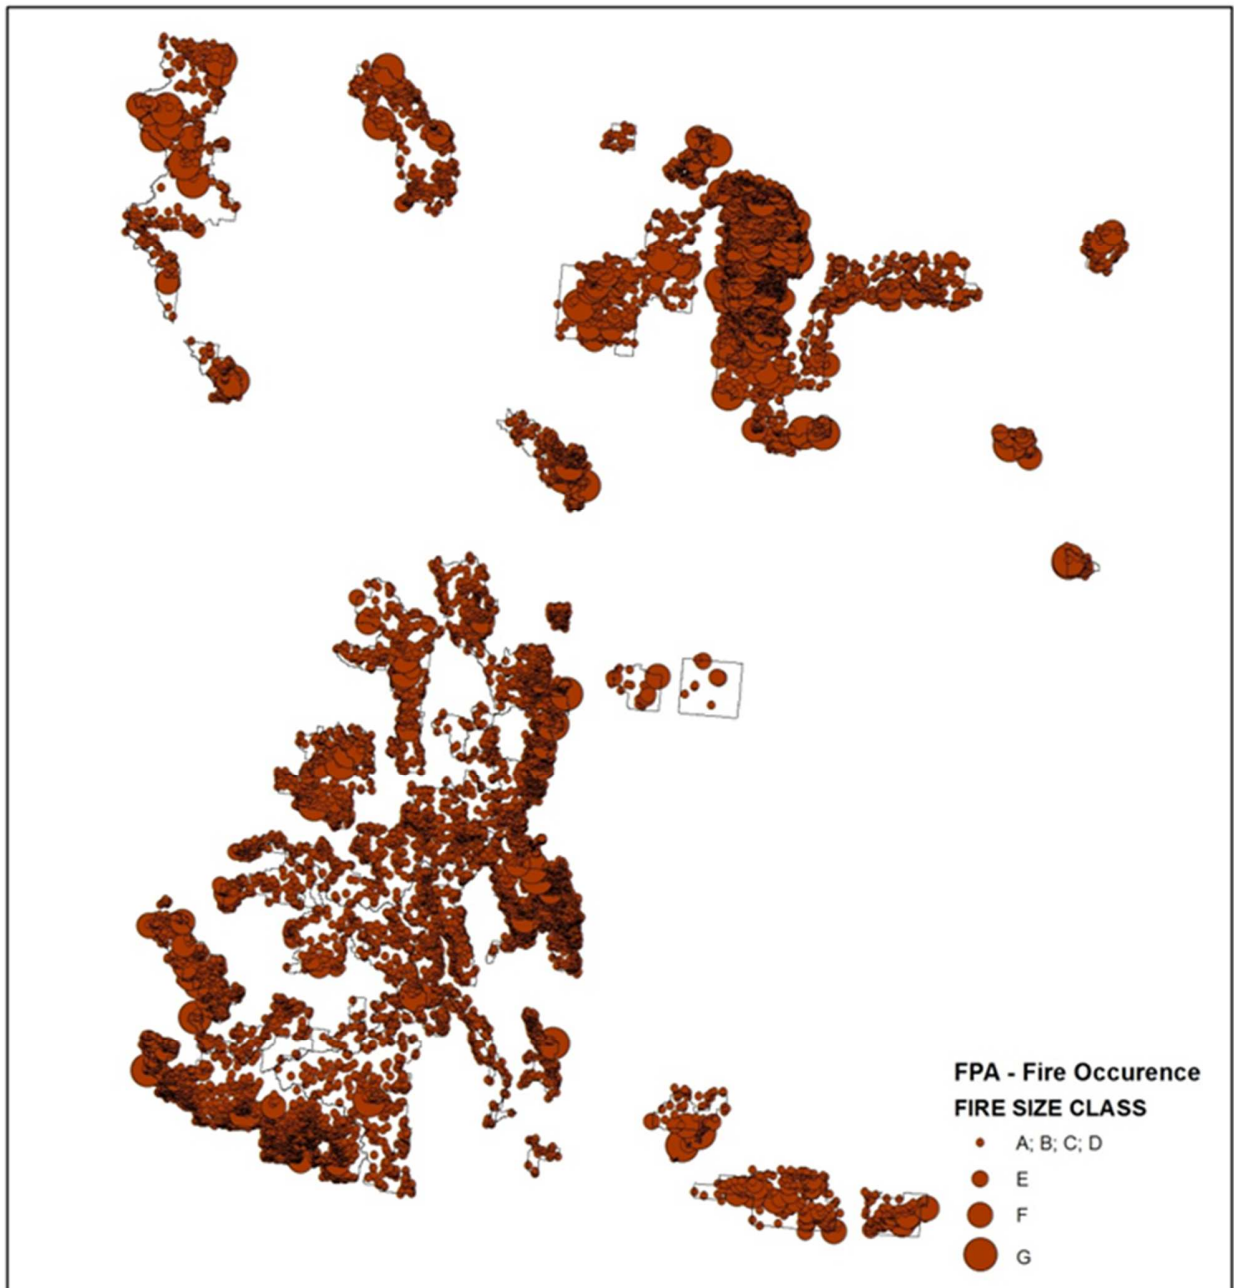 FPA - Fire Occurence
FIRE SIZE CLASS
A; B; C; D
E
F
G